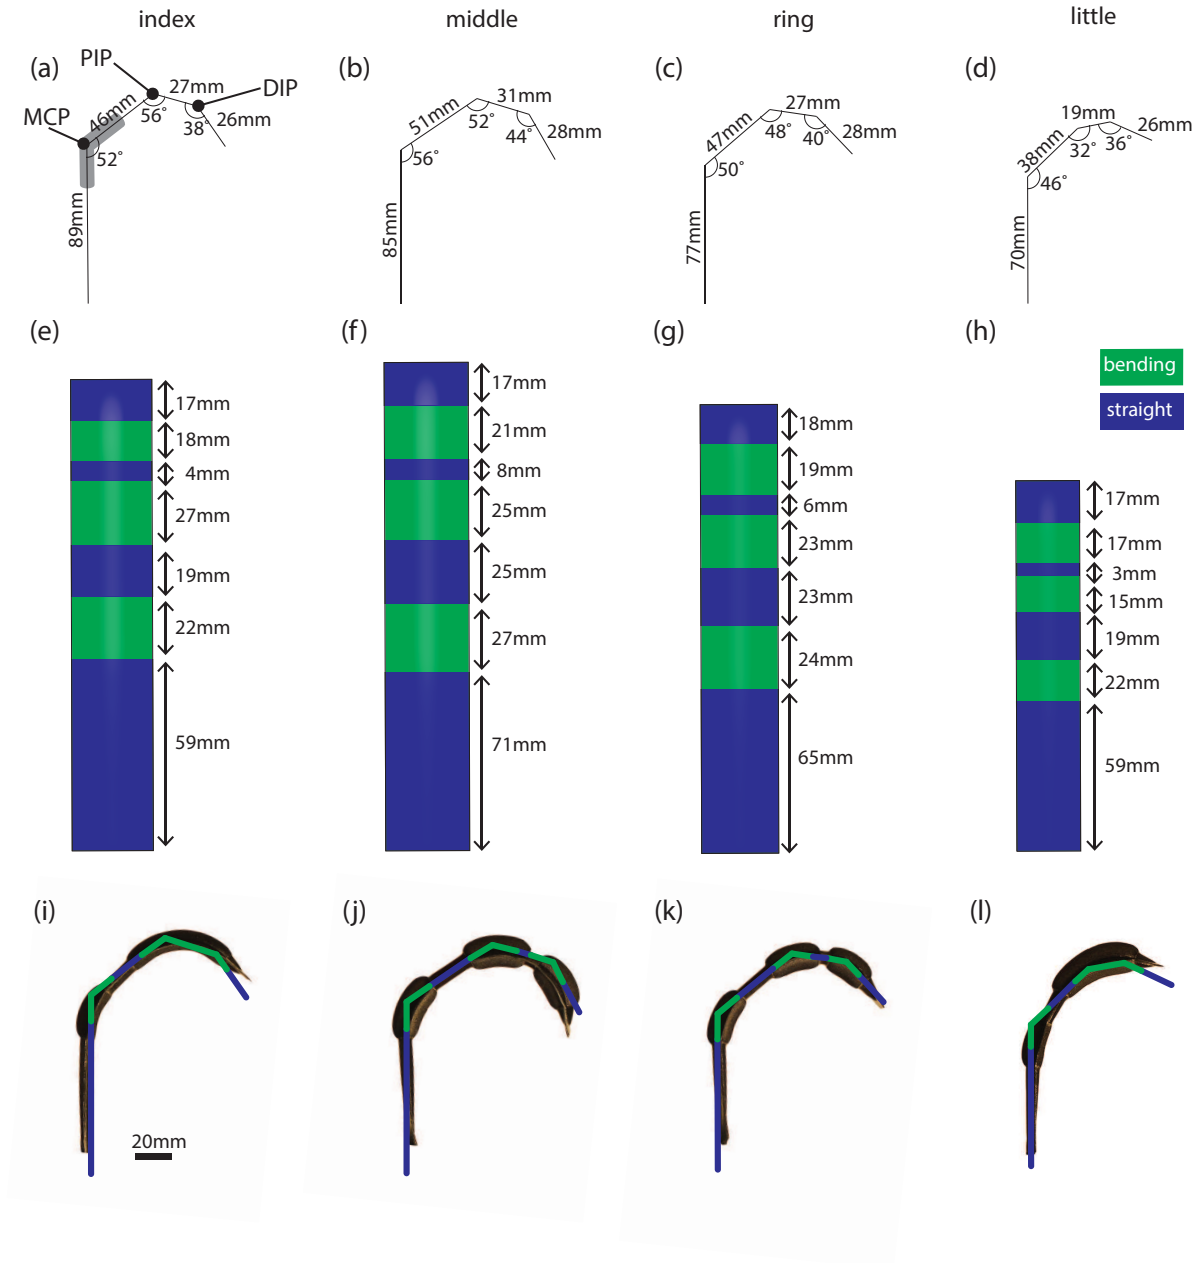 index
middle
ring
little
(a)
PIP
27mm
DIP
MCP
46mm
56˚
38˚
26mm
52˚
89mm
(b)
51mm
31mm
52˚
44˚
28mm
56˚
85mm
(c)
47mm
27mm
48˚
40˚
28mm
50˚
77mm
(d)
38mm
19mm
32˚
36˚
26mm
46˚
70mm
(e)
17mm
18mm
4mm
27mm
19mm
22mm
59mm
(f)
17mm
21mm
8mm
25mm
25mm
27mm
71mm
(g)
18mm
19mm
6mm
23mm
23mm
24mm
65mm
(h)
bending
straight
17mm
17mm
3mm
15mm
19mm
22mm
59mm
(i)
20mm
(j)
(k)
(l)